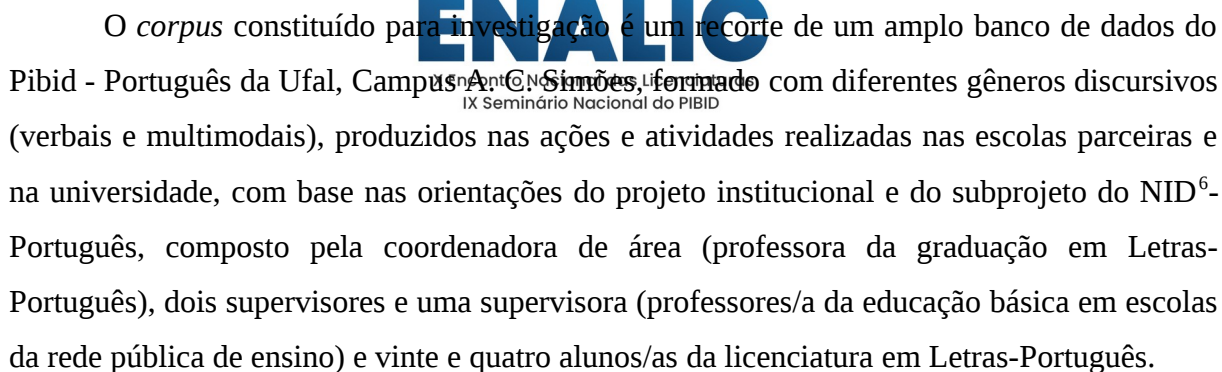 ENALIC
O corpus constituído para investigação é um recorte de um amplo banco de dados do
Pibid - Português da Ufal, Campus A. C. Simões, formado com diferentes gêneros discursivos
X Encontro Nacional das Licenciaturas
IX Seminário Nacional do PIBID
(verbais e multimodais), produzidos nas ações e atividades realizadas nas escolas parceiras e
na universidade, com base nas orientações do projeto institucional e do subprojeto do NID⁶-
Português, composto pela coordenadora de área (professora da graduação em Letras-
Português), dois supervisores e uma supervisora (professores/a da educação básica em escolas
da rede pública de ensino) e vinte e quatro alunos/as da licenciatura em Letras-Português.